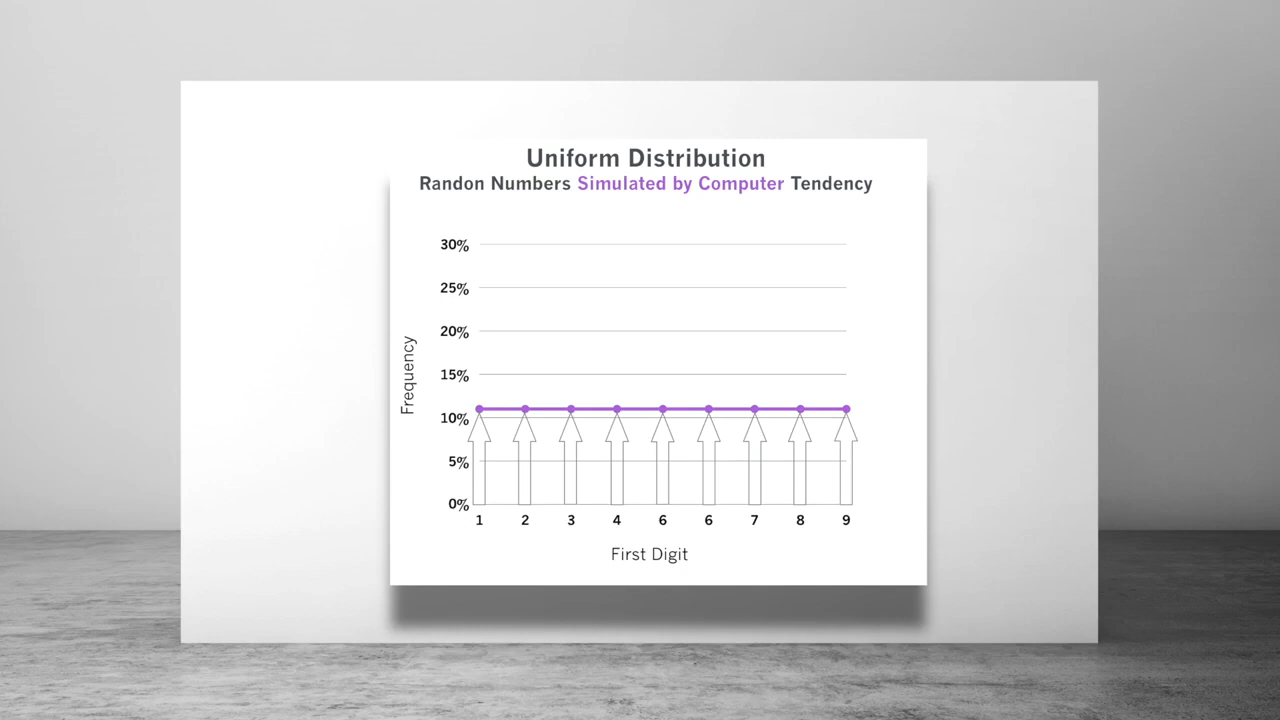 Uniform Distribution
Randon Numbers Simulated by Computer Tendency
30%
25%
20%
15%
10%
5%
0%
Frequency
1 2 3 4 6 6 7 8 9
First Digit